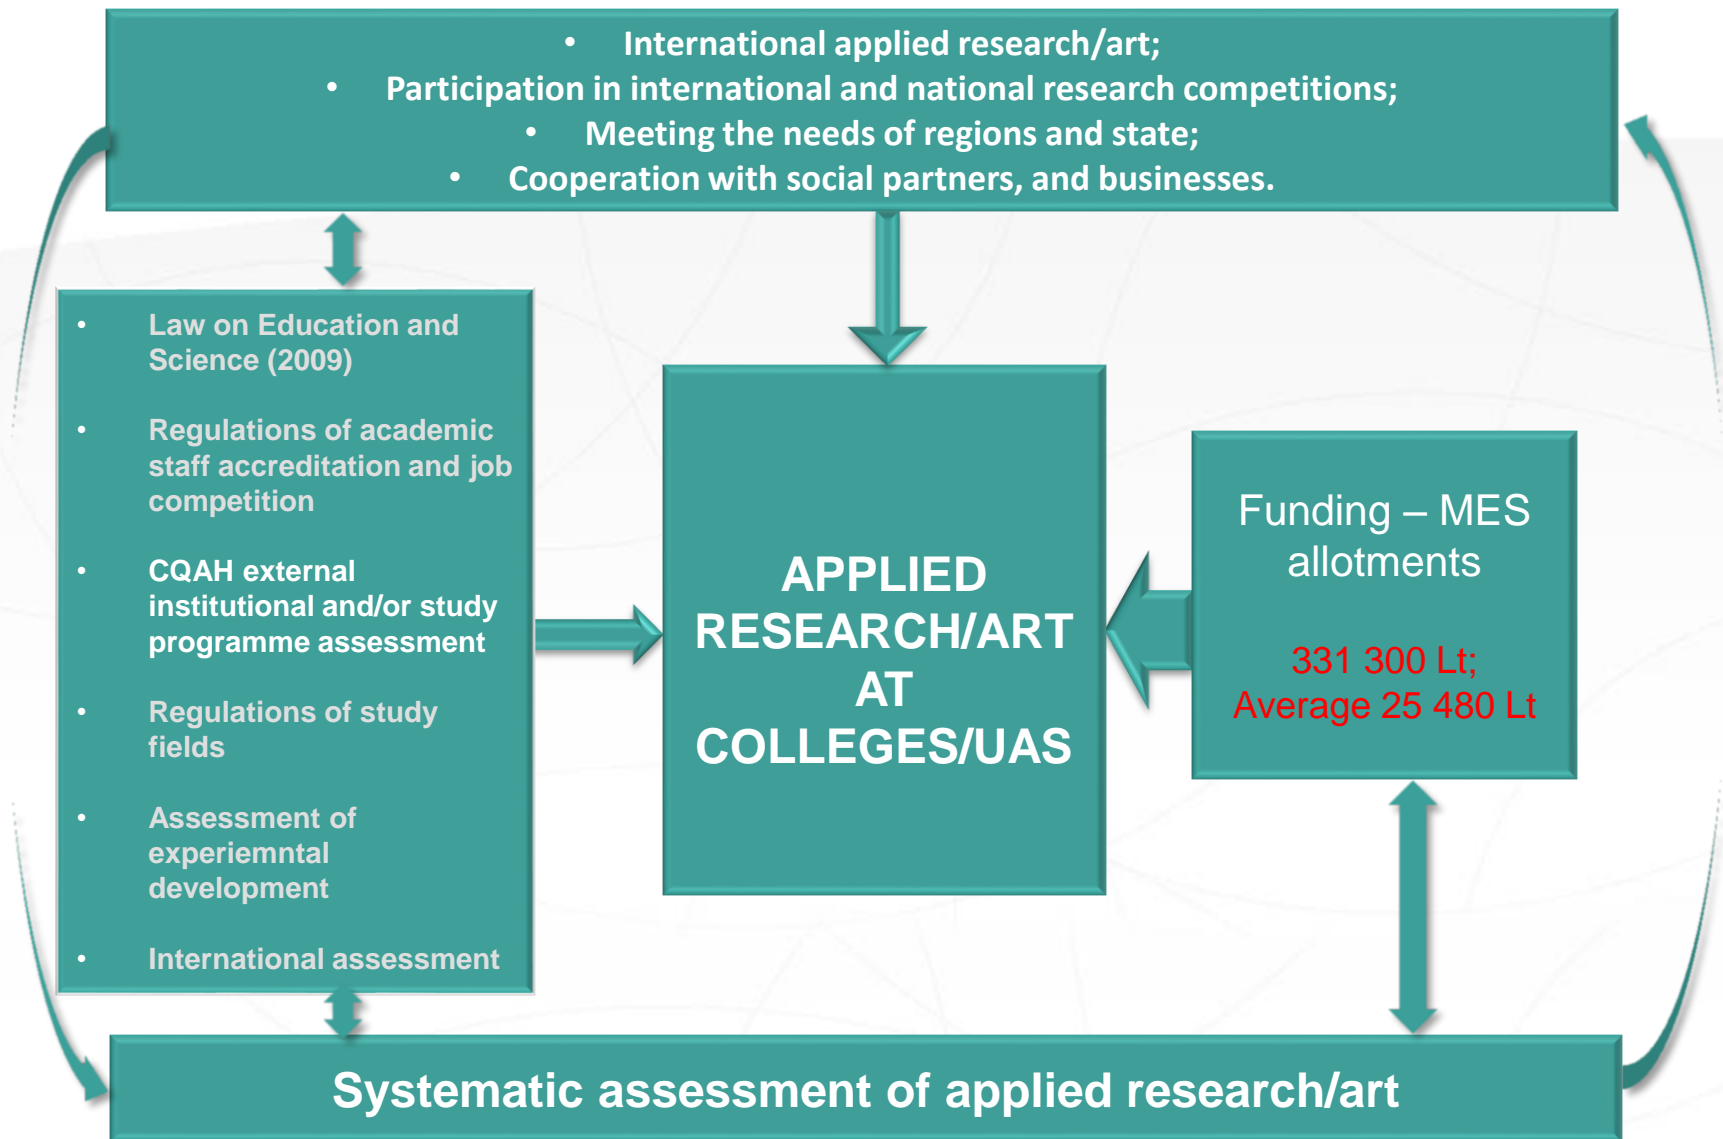 • International applied research/art;
• Participation in international and national research competitions;
• Meeting the needs of regions and state;
• Cooperation with social partners, and businesses.
• Law on Education and
Science (2009)
• Regulations of academic
staff accreditation and job
competition
• CQAH external
institutional and/or study
programme assessment
• Regulations of study
fields
• Assessment of
experiemntal
development
• International assessment
APPLIED
RESEARCH/ART
AT
COLLEGES/UAS
Funding – MES
allotments
331 300 Lt;
Average 25 480 Lt
Systematic assessment of applied research/art